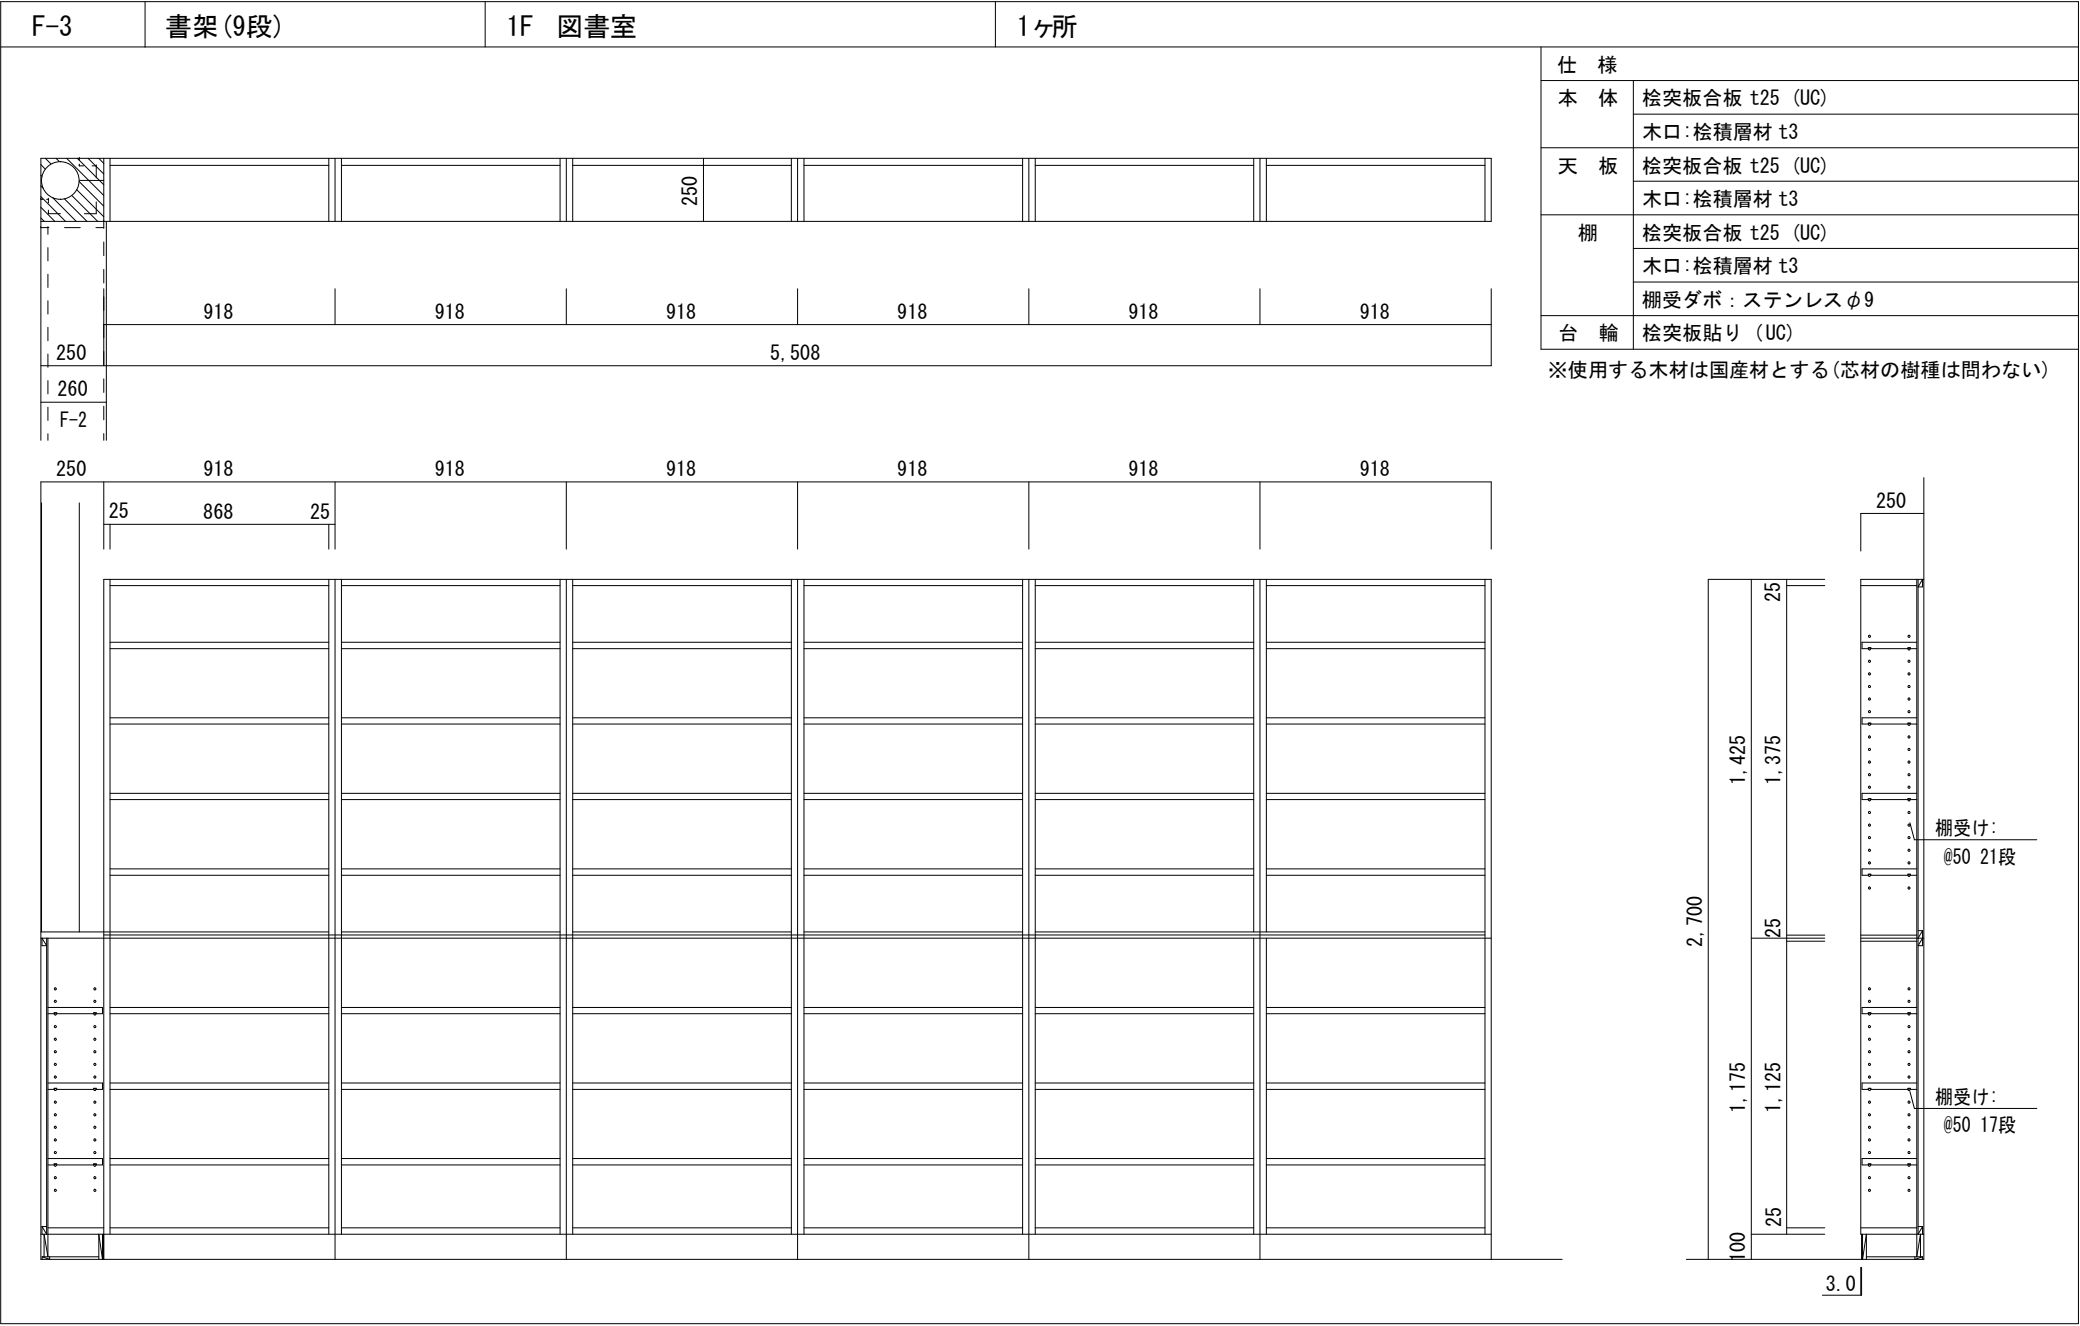 F-3 書架(9段) 1F 図書室 1ヶ所
仕 様
本 体 桧突板合板 t25 (UC)
木口:桧積層材 t3
天 板 桧突板合板 t25 (UC)
木口:桧積層材 t3
棚 桧突板合板 t25 (UC)
木口:桧積層材 t3
棚受ダボ:ステンレスφ9
台 輪 桧突板貼り (UC)
※使用する木材は国産材とする(芯材の樹種は問わない)
250
918 918 918 918 918 918
250 5,508
260
F-2
250 918 918 918 918 918 918
25 868 25
250
25
1,425 1,375
棚受け:
@50 21段
2,700
25
1,175 1,125
棚受け:
@50 17段
25
100
3.0